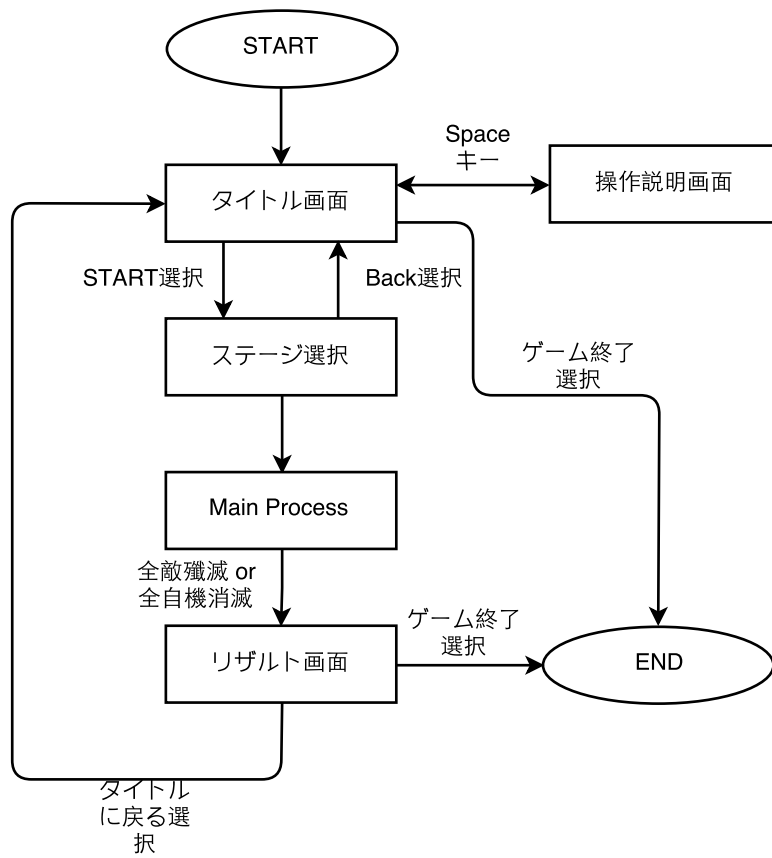 START
Space
キー
操作説明画面
タイトル画面
START選択
Back選択
ステージ選択
ゲーム終了
選択
Main Process
全敵殲滅 or
全自機消滅
ゲーム終了
選択
リザルト画面
END
タイトル
に戻る選
択